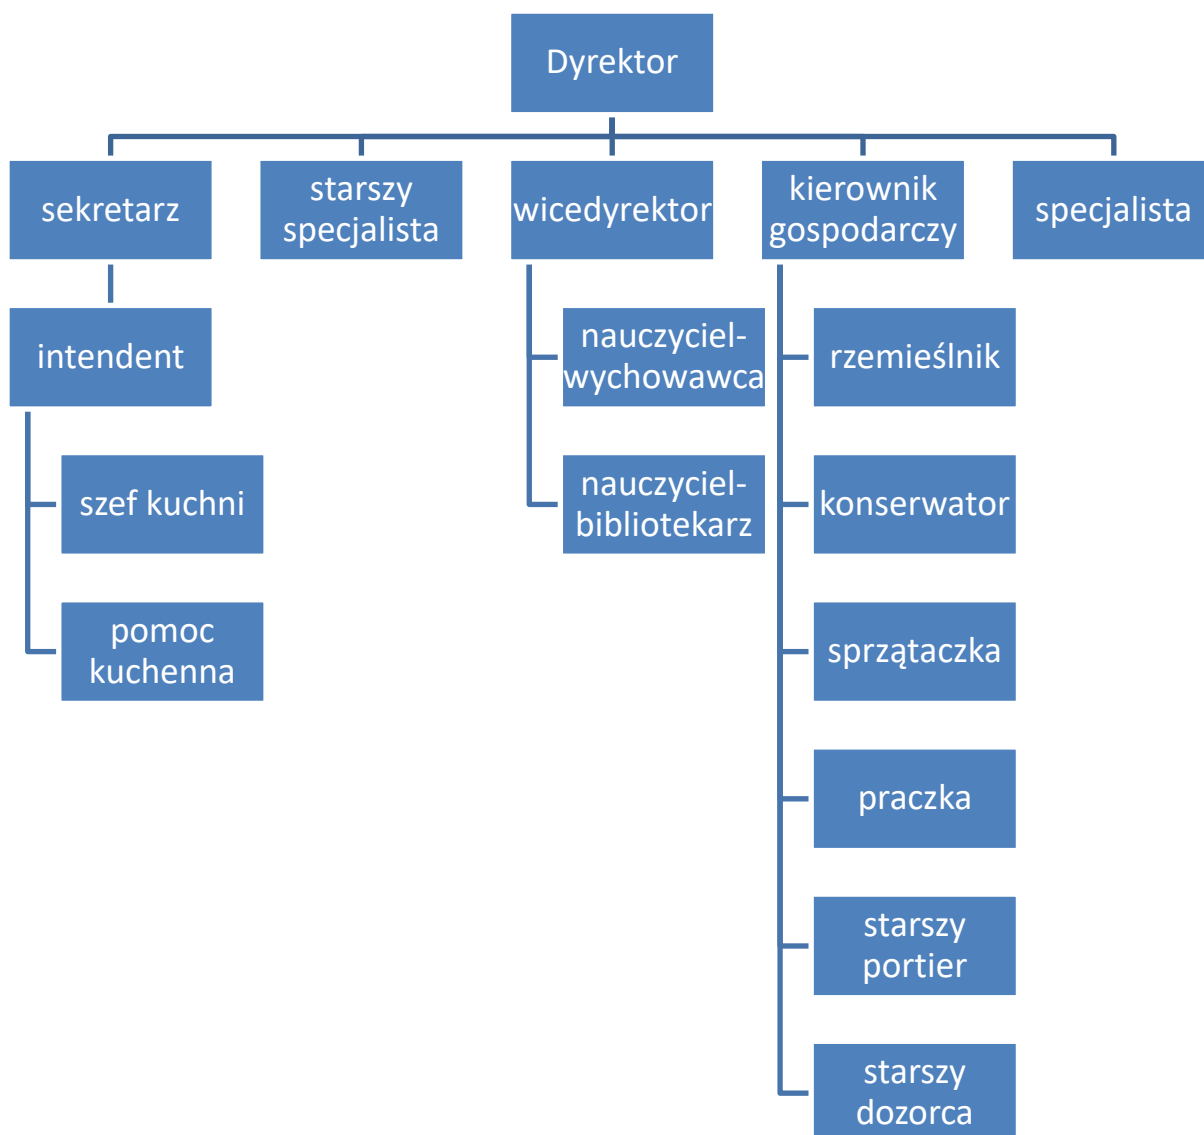 Dyrektor
sekretarz
starszy
specjalista
wicedyrektor
kierownik
gospodarczy
specjalista
intendent
szef kuchni
pomoc
kuchenna
nauczyciel-
wychowawca
nauczyciel-
bibliotekarz
rzemieślnik
konserwator
sprzątaczka
praczka
starszy
portier
starszy
dozorca